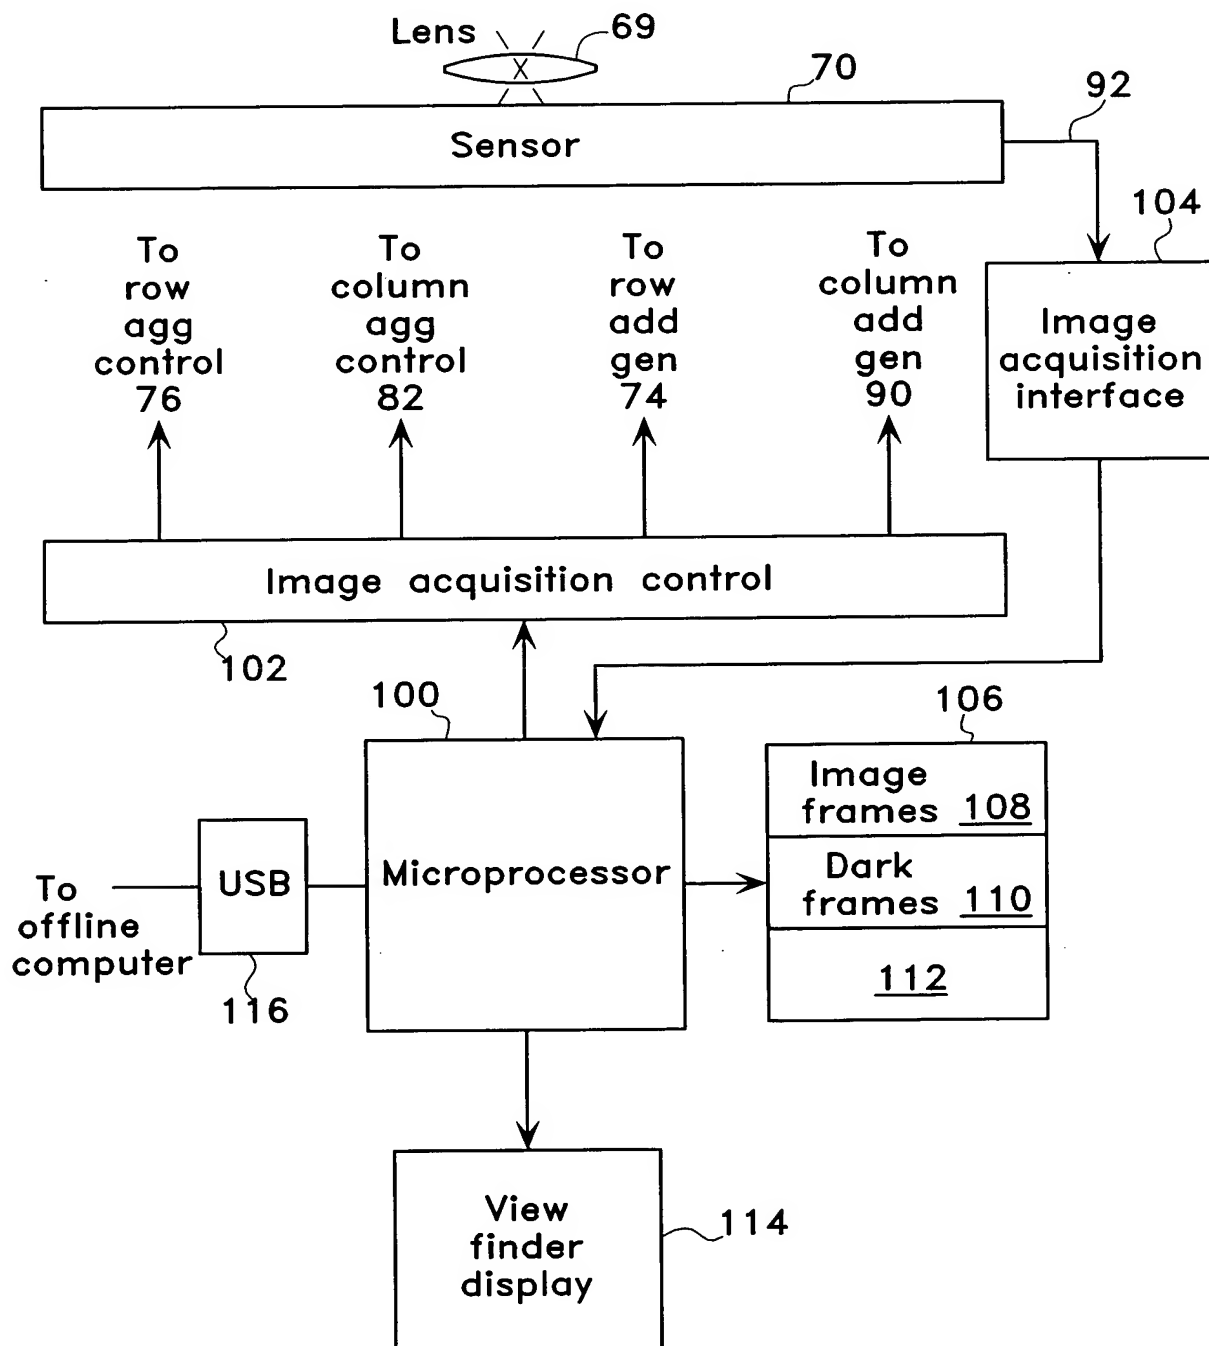 Lens
69
70
92
Sensor
104
To
row
agg
control
76
To
column
agg
control
82
To
row
add
gen
74
To
column
add
gen
90
Image
acquisition
interface
Image acquisition control
102
100
106
Image
frames 108
Dark
frames 110
112
Microprocessor
USB
To
offline
computer
116
View
finder
display
114